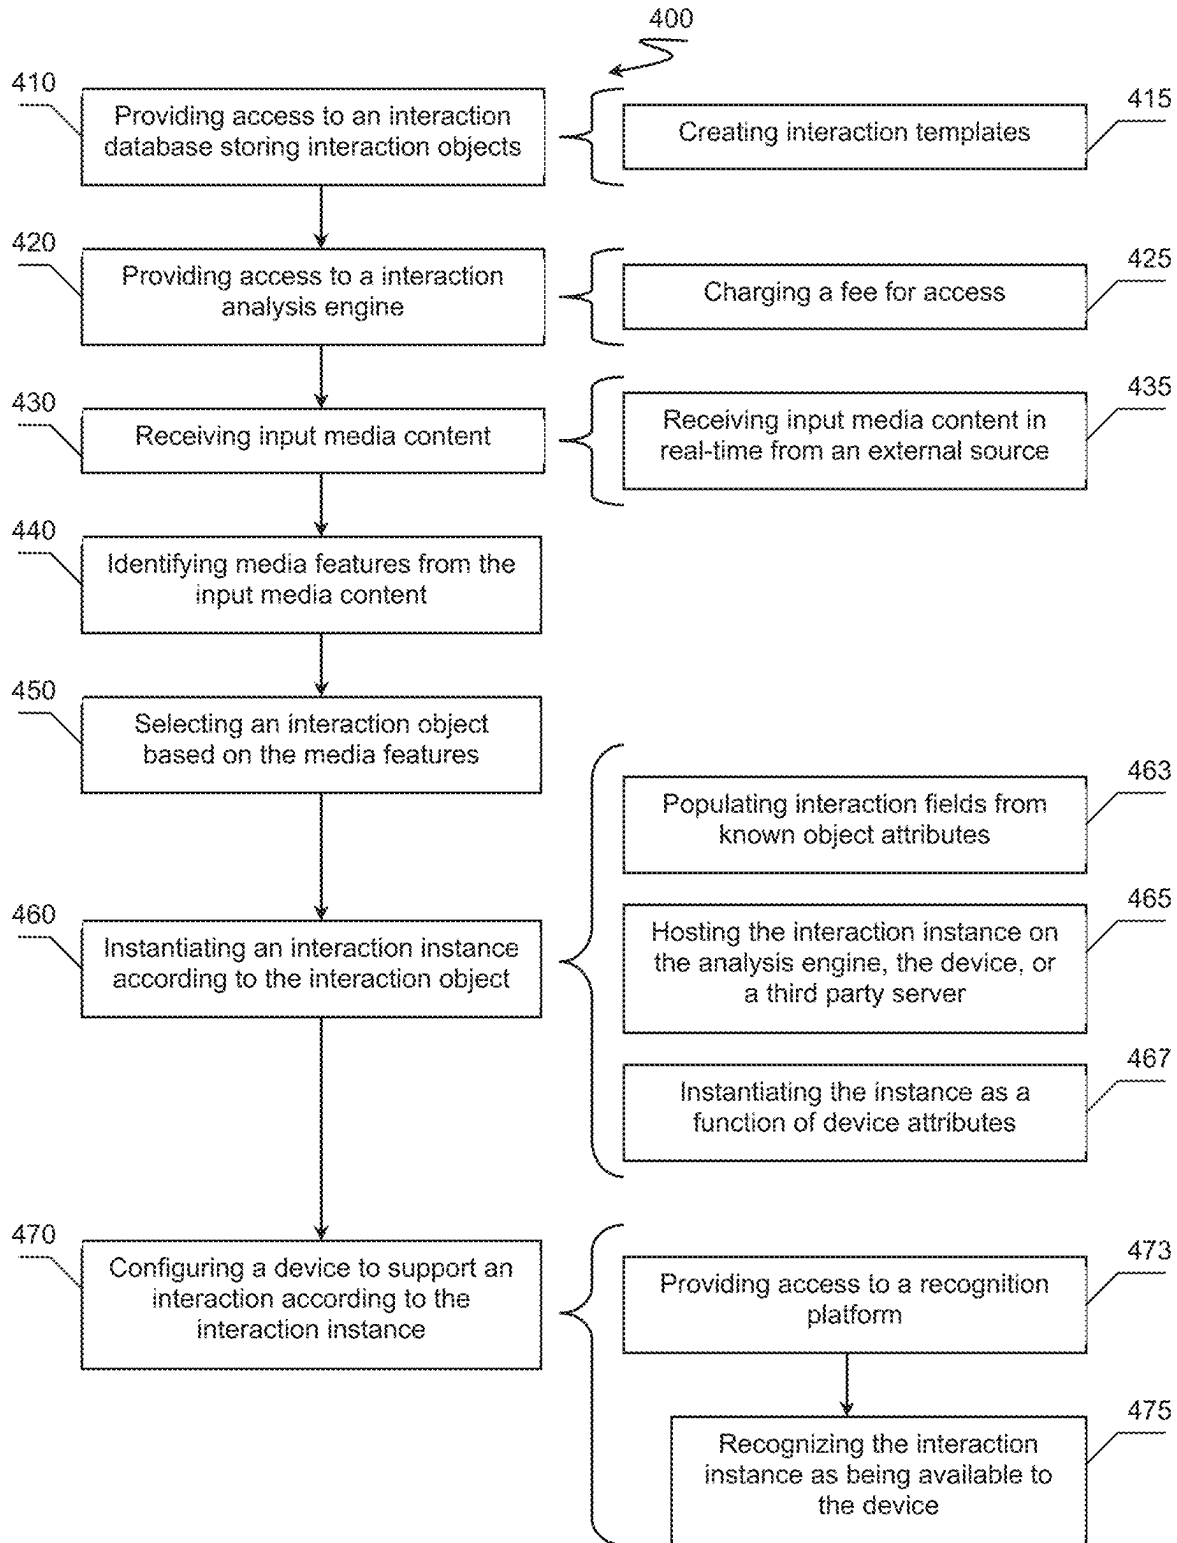 400
410
Providing access to an interaction
database storing interaction objects
415
Creating interaction templates
420
Providing access to a interaction
analysis engine
425
Charging a fee for access
430
Receiving input media content
435
Receiving input media content in
real-time from an external source
440
Identifying media features from the
input media content
450
Selecting an interaction object
based on the media features
463
Populating interaction fields from
known object attributes
460
Instantiating an interaction instance
according to the interaction object
465
Hosting the interaction instance on
the analysis engine, the device, or
a third party server
467
Instantiating the instance as a
function of device attributes
470
Configuring a device to support an
interaction according to the
interaction instance
473
Providing access to a recognition
platform
475
Recognizing the interaction
instance as being available to
the device